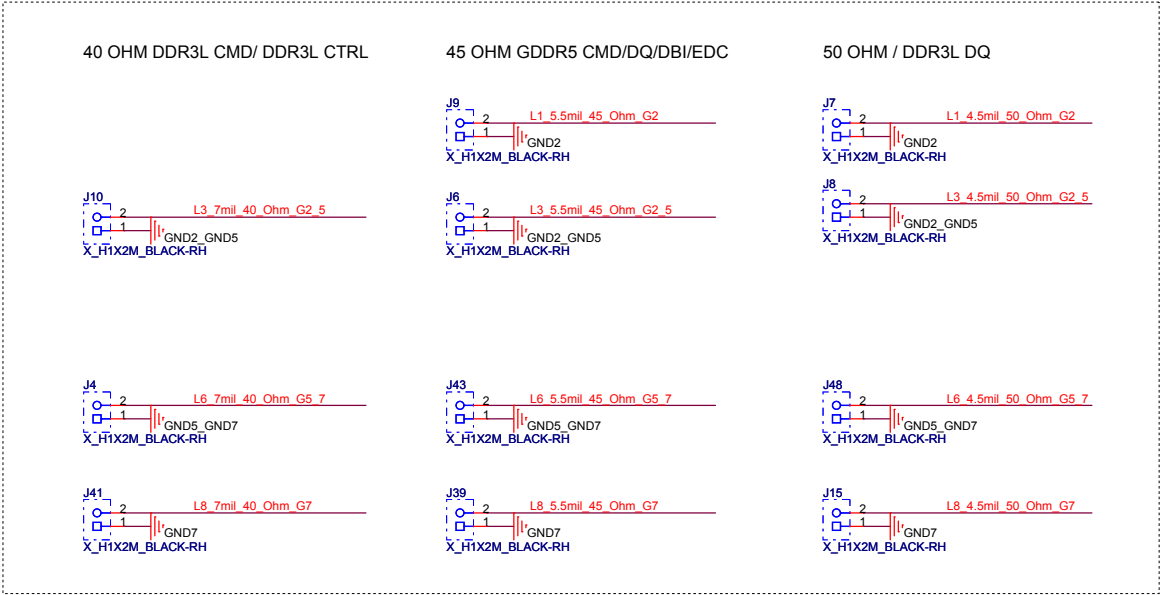 40 OHM DDR3L CMD/ DDR3L CTRL
45 OHM GDDR5 CMD/DQ/DBI/EDC
50 OHM / DDR3L DQ
J9
2 L1_5.5mil_45_Ohm_G2
1
GND2
X_H1X2M_BLACK-RH
J7
2 L1_4.5mil_50_Ohm_G2
1
GND2
X_H1X2M_BLACK-RH
J10
2 L3_7mil_40_Ohm_G2_5
1
GND2_GND5
X_H1X2M_BLACK-RH
J6
2 L3_5.5mil_45_Ohm_G2_5
1
GND2_GND5
X_H1X2M_BLACK-RH
J8
2 L3_4.5mil_50_Ohm_G2_5
1
GND2_GND5
X_H1X2M_BLACK-RH
J4
2 L6_7mil_40_Ohm_G5_7
1
GND5_GND7
X_H1X2M_BLACK-RH
J43
2 L6_5.5mil_45_Ohm_G5_7
1
GND5_GND7
X_H1X2M_BLACK-RH
J48
2 L6_4.5mil_50_Ohm_G5_7
1
GND5_GND7
X_H1X2M_BLACK-RH
J41
2 L8_7mil_40_Ohm_G7
1
GND7
X_H1X2M_BLACK-RH
J39
2 L8_5.5mil_45_Ohm_G7
1
GND7
X_H1X2M_BLACK-RH
J15
2 L8_4.5mil_50_Ohm_G7
1
GND7
X_H1X2M_BLACK-RH